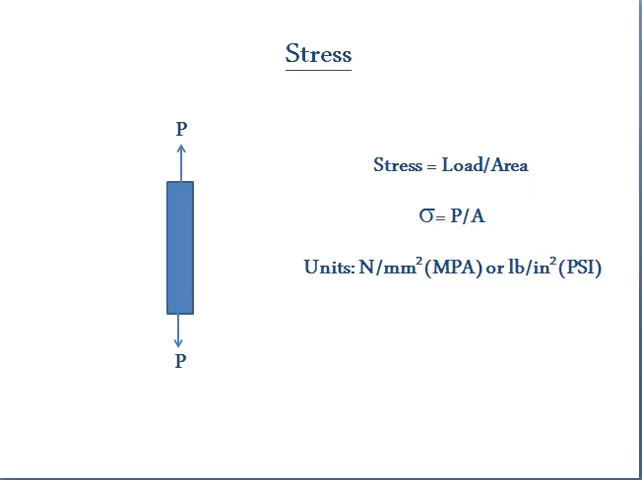 Stress
P
Stress = Load/Area
σ= P/A
Units: N/mm²(MPA) or lb/in²(PSI)
P